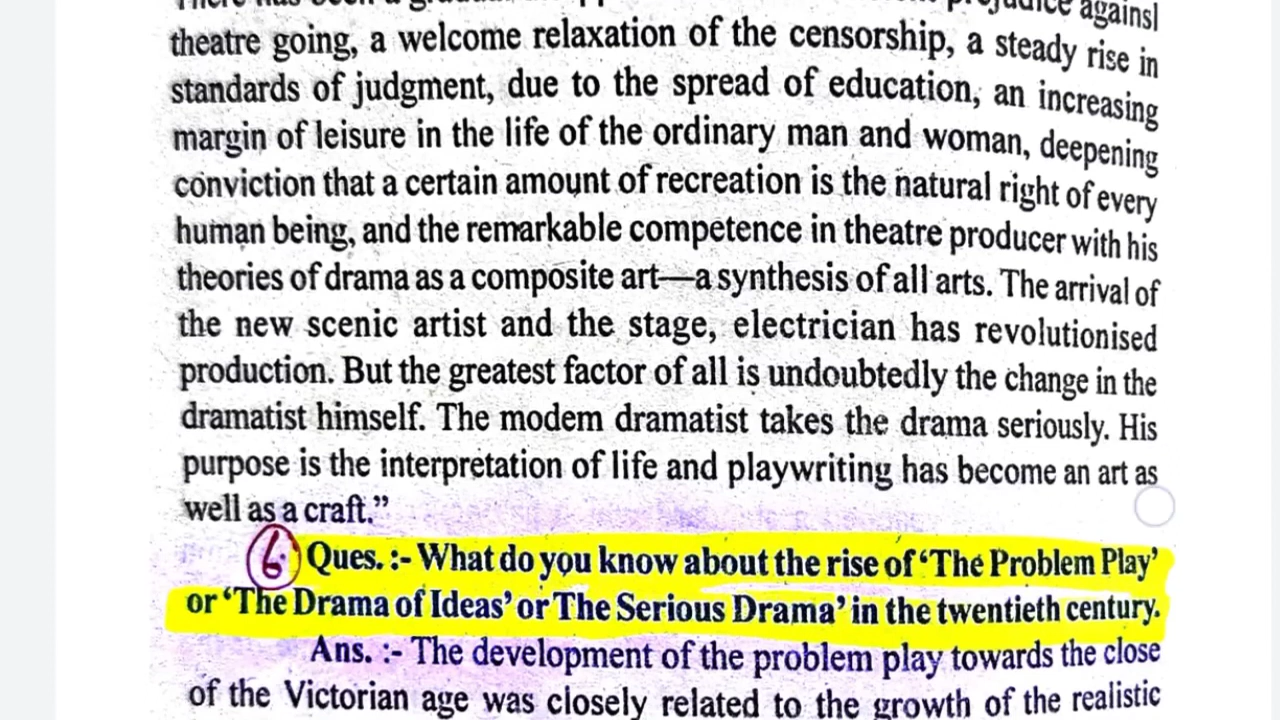 theatre going, a welcome relaxation of the censorship, a steady rise in
standards of judgment, due to the spread of education, an increasing
margin of leisure in the life of the ordinary man and woman, deepening
conviction that a certain amount of recreation is the natural right of every
human being, and the remarkable competence in theatre producer with his
theories of drama as a composite art—a synthesis of all arts. The arrival of
the new scenic artist and the stage, electrician has revolutionised
production. But the greatest factor of all is undoubtedly the change in the
dramatist himself. The modem dramatist takes the drama seriously. His
purpose is the interpretation of life and playwriting has become an art as
well as a craft.”
6. Ques. :- What do you know about the rise of ‘The Problem Play’
or ‘The Drama of Ideas’ or The Serious Drama’ in the twentieth century.
Ans. :- The development of the problem play towards the close
of the Victorian age was closely related to the growth of the realistic